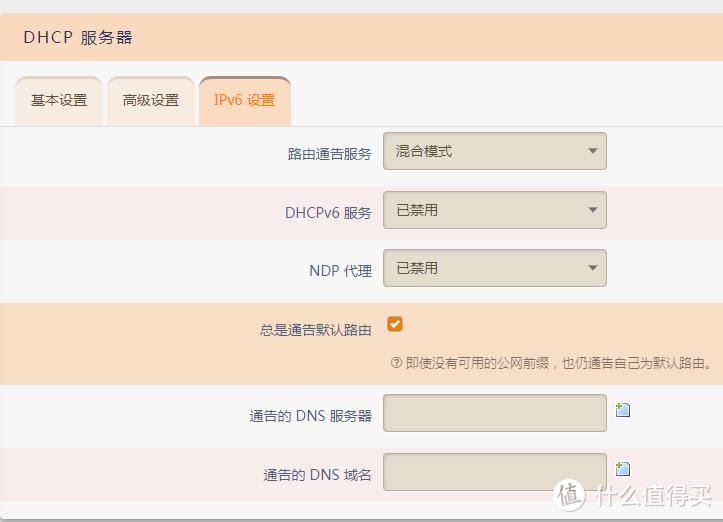 DHCP 服务器
基本设置 高级设置 IPv6 设置
路由通告服务 混合模式
DHCPv6 服务 已禁用
NDP 代理 已禁用
总是通告默认路由
即使没有可用的公网前缀，也仍通告自己为默认路由。
通告的 DNS 服务器
通告的 DNS 域名
值 什么值得买